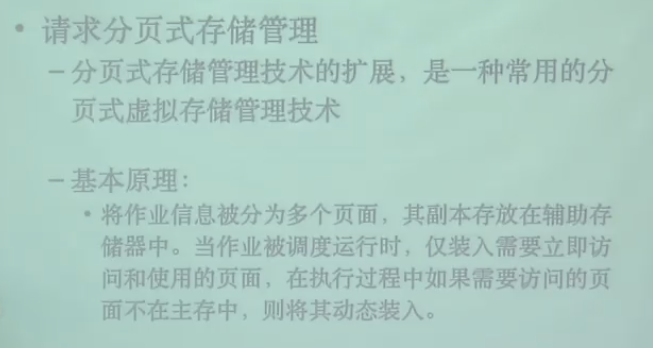 • 请求分页式存储管理
– 分页式存储管理技术的扩展，是一种常用的分
页式虚拟存储管理技术
– 基本原理：
• 将作业信息被分为多个页面，其副本存放在辅助存
储器中。当作业被调度运行时，仅装入需要立即访
问和使用的页面，在执行过程中如果需要访问的页
面不在主存中，则将其动态装入。